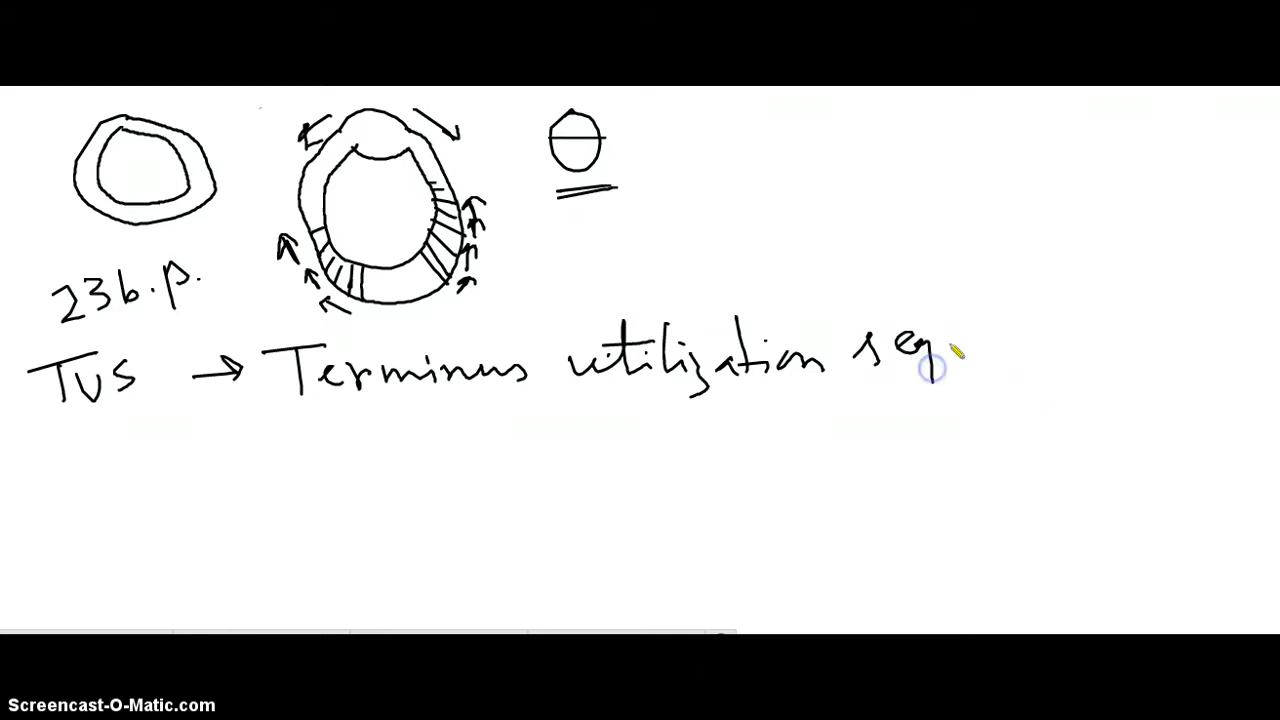 23 b.p.
TUS → Terminus utilization seq
Screencast-O-Matic.com